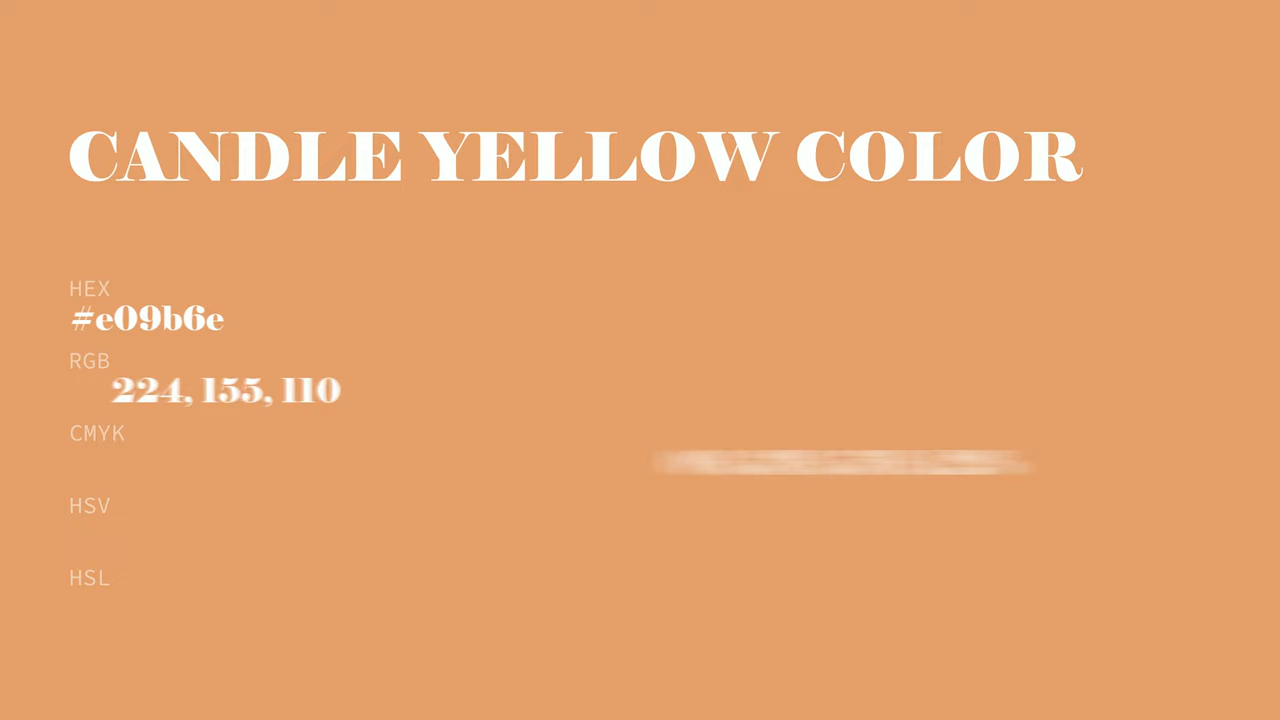 CANDLE YELLOW COLOR
HEX
#e09b6e
RGB
224, 155, 110
CMYK
HSV
HSL